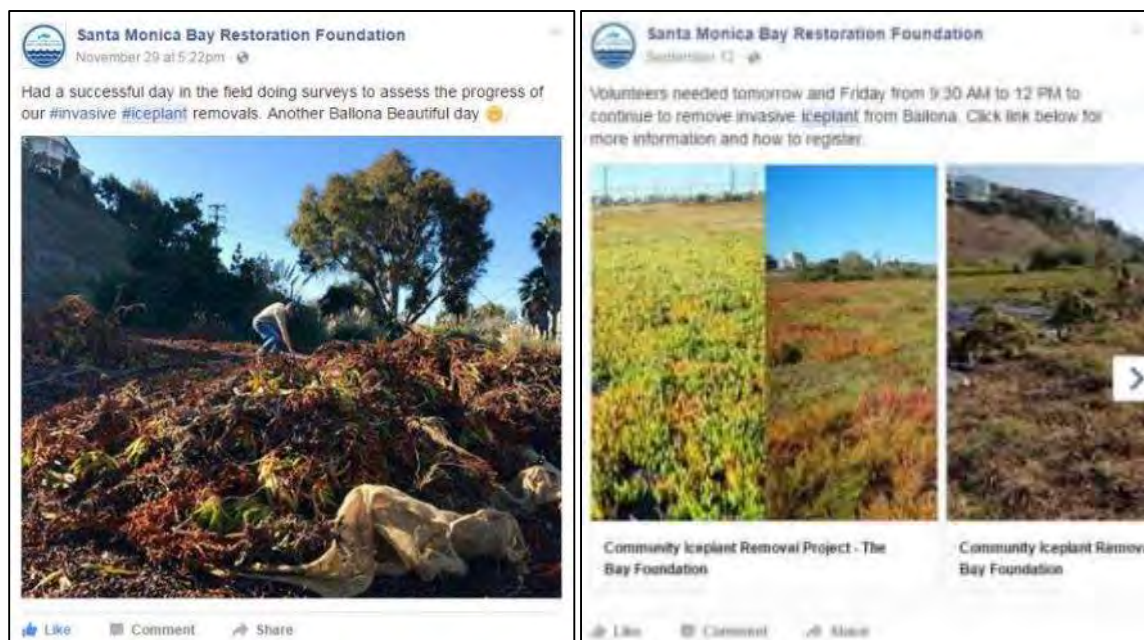 Santa Monica Bay Restoration Foundation
November 29 at 5:22pm ·
Had a successful day in the field doing surveys to assess the progress of
our #invasive #iceplant removals. Another Ballona Beautiful day
Like Comment Share
Santa Monica Bay Restoration Foundation
September 12 ·
Volunteers needed tomorrow and Friday from 9:30 AM to 12 PM to
continue to remove invasive Iceplant from Ballona. Click link below for
more information and how to register.
Community Iceplant Removal Project - The
Bay Foundation
Community Iceplant Remov
Bay Foundation
Like Comment Share